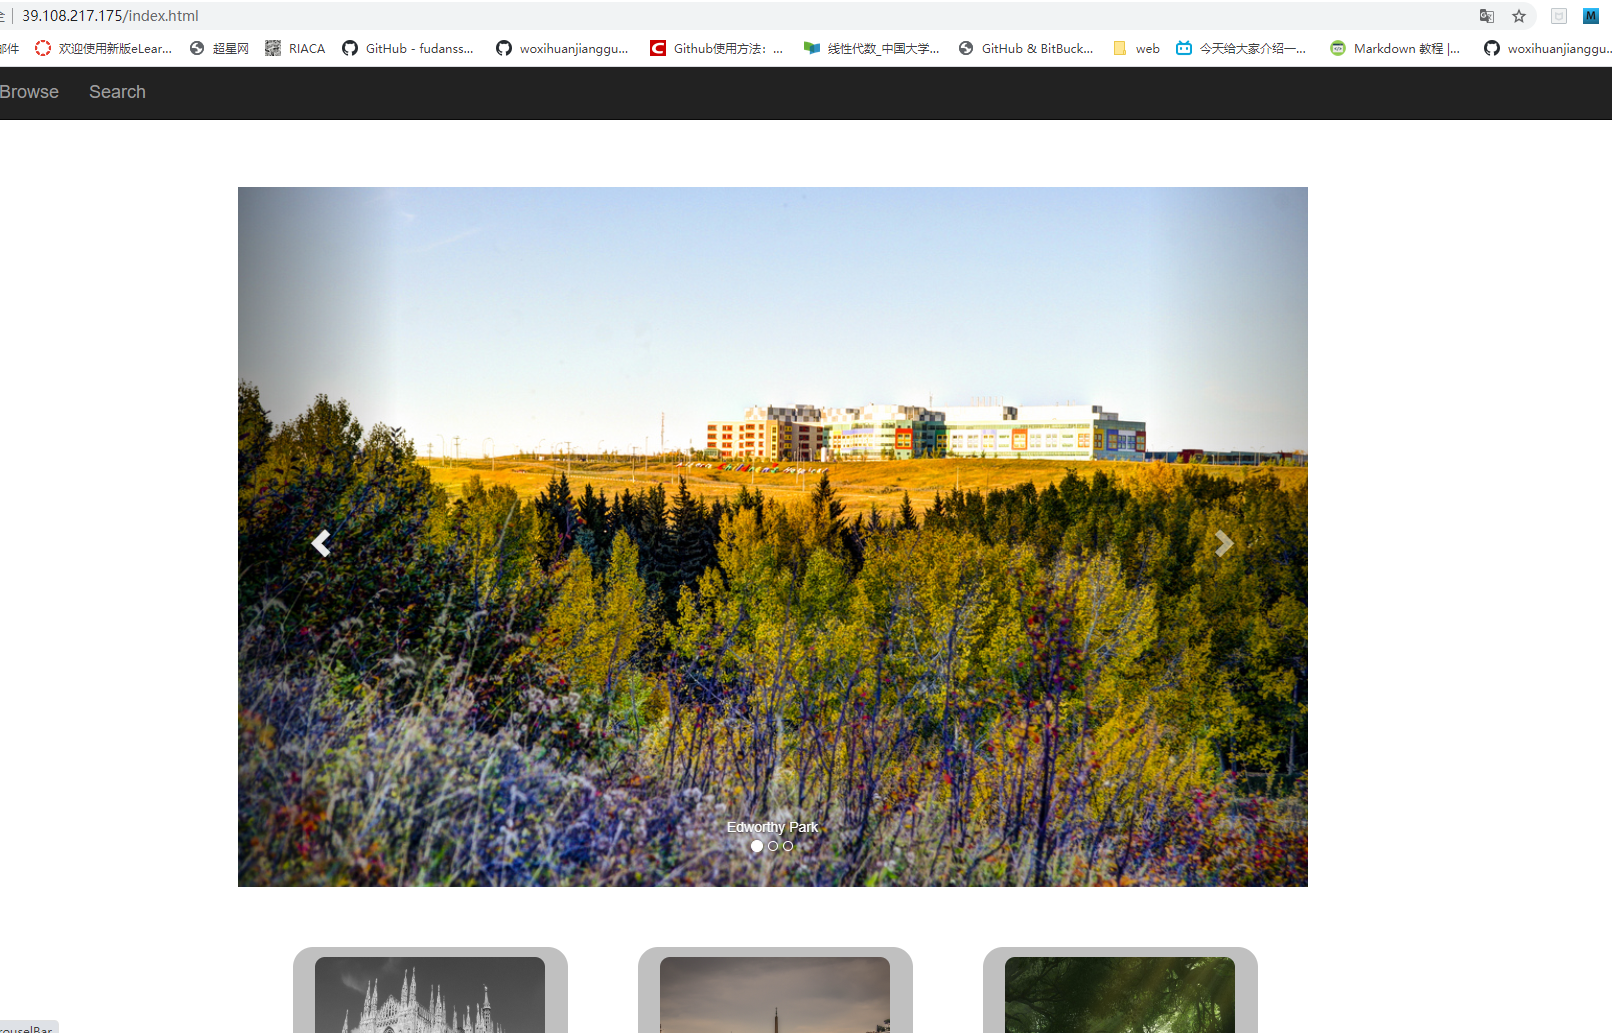 39.108.217.175/index.html
邮件 欢迎使用新版eLear... 超星网 RIACA GitHub - fudanss... woxihuanjianggu... Github使用方法：... 线性代数_中国大学... GitHub & BitBuck... web 今天给大家介绍一... Markdown 教程 |... woxihuanjianggu...
Browse Search
Edworthy Park
rouselBar